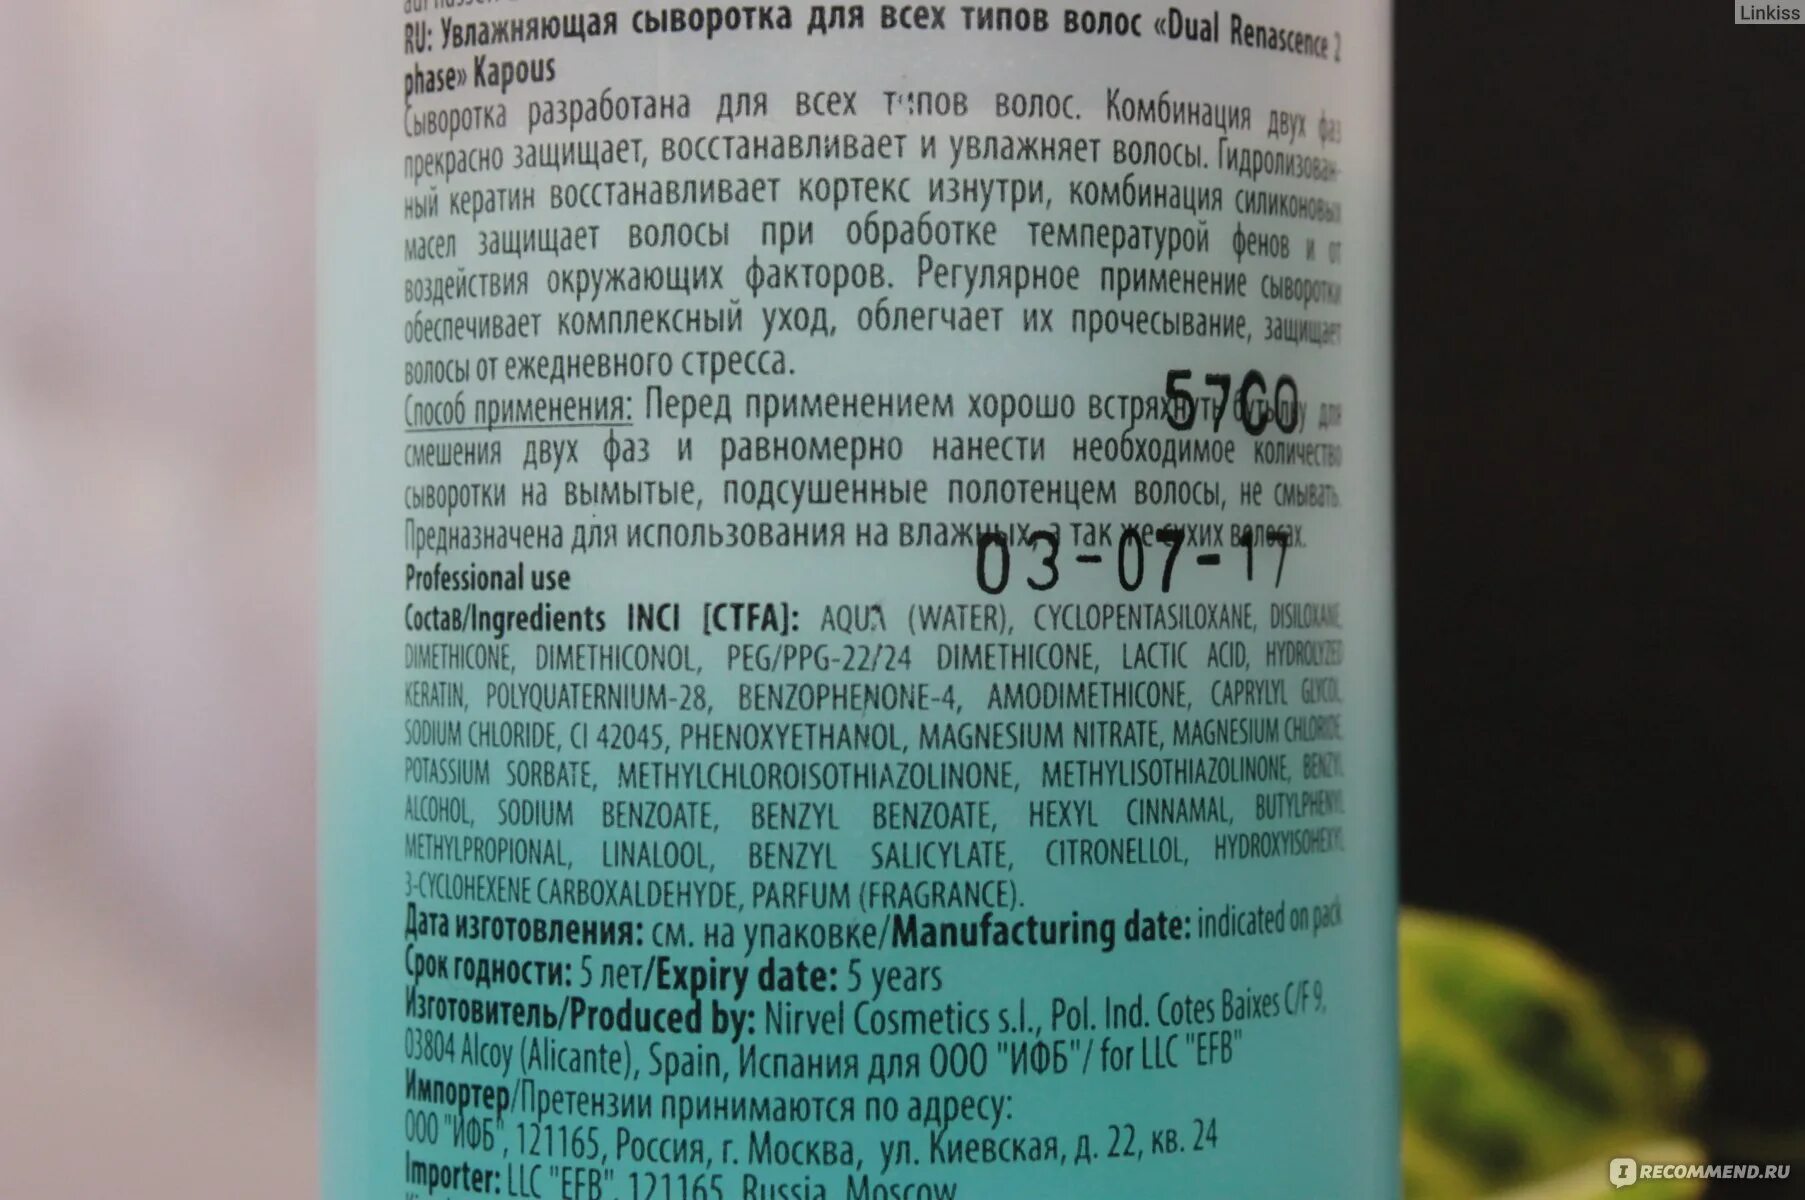 Linkiss
RU: Увлажняющая сыворотка для всех типов волос «Dual Renascence 2
phase» Kapous
Сыворотка разработана для всех типов волос. Комбинация двух фаз
прекрасно защищает, восстанавливает и увлажняет волосы. Гидролизован-
ный кератин восстанавливает кортекс изнутри, комбинация силиконовых
масел защищает волосы при обработке температурой фенов и от
воздействия окружающих факторов. Регулярное применение сыворотки
обеспечивает комплексный уход, облегчает их прочесывание, защищает
волосы от ежедневного стресса.
57C0
Способ применения: Перед применением хорошо встряхнуть бутылку для
смешения двух фаз и равномерно нанести необходимое количество
сыворотки на вымытые, подсушенные полотенцем волосы, не смывать.
Предназначена для использования на влажных, а так же сухих волосах.
03-07-17
Professional use
Состав/Ingredients INCI [CTFA]: AQUA (WATER), CYCLOPENTASILOXANE, DISILOXANE,
DIMETHICONE, DIMETHICONOL, PEG/PPG-22/24 DIMETHICONE, LACTIC ACID, HYDROLYZED
KERATIN, POLYQUATERNIUM-28, BENZOPHENONE-4, AMODIMETHICONE, CAPRYLYL GLYCOL,
SODIUM CHLORIDE, CI 42045, PHENOXYETHANOL, MAGNESIUM NITRATE, MAGNESIUM CHLORIDE,
POTASSIUM SORBATE, METHYLCHLOROISOTHIAZOLINONE, METHYLISOTHIAZOLINONE, BENZYL
ALCOHOL, SODIUM BENZOATE, BENZYL BENZOATE, HEXYL CINNAMAL, BUTYLPHENYL
METHYLPROPIONAL, LINALOOL, BENZYL SALICYLATE, CITRONELLOL, HYDROXYISOHEXYL
3-CYCLOHEXENE CARBOXALDEHYDE, PARFUM (FRAGRANCE).
Дата изготовления: см. на упаковке/Manufacturing date: indicated on pack
Срок годности: 5 лет/Expiry date: 5 years
Изготовитель/Produced by: Nirvel Cosmetics s.l., Pol. Ind. Cotes Baixes C/F 9,
03804 Alcoy (Alicante), Spain, Испания для ООО "ИФБ"/ for LLC "EFB"
Импортер/Претензии принимаются по адресу:
ООО "ИФБ", 121165, Россия, г. Москва, ул. Киевская, д. 22, кв. 24
Importer: LLC "EFB", 121165, Russia, Moscow
IRECOMMEND.RU